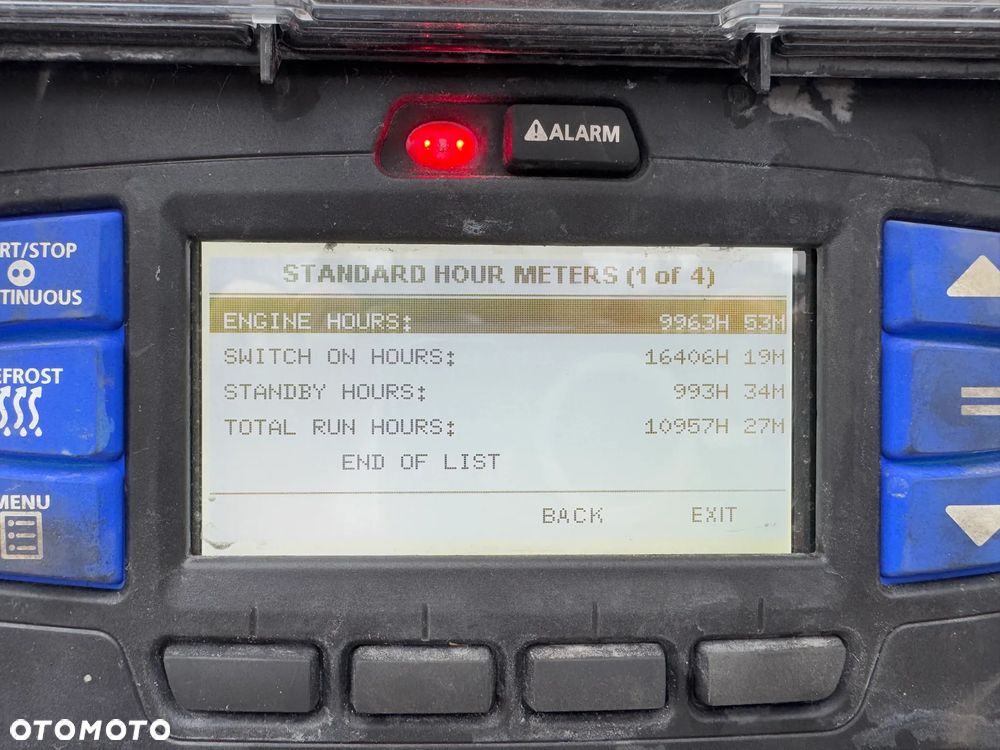 ALARM
RT/STOP
TINUOUS
EFROST
MENU
STANDARD HOUR METERS (1 of 4)
ENGINE HOURS: 9963H 53M
SWITCH ON HOURS: 16406H 19M
STANDBY HOURS: 993H 34M
TOTAL RUN HOURS: 10957H 27M
END OF LIST
BACK EXIT
OTOMOTO